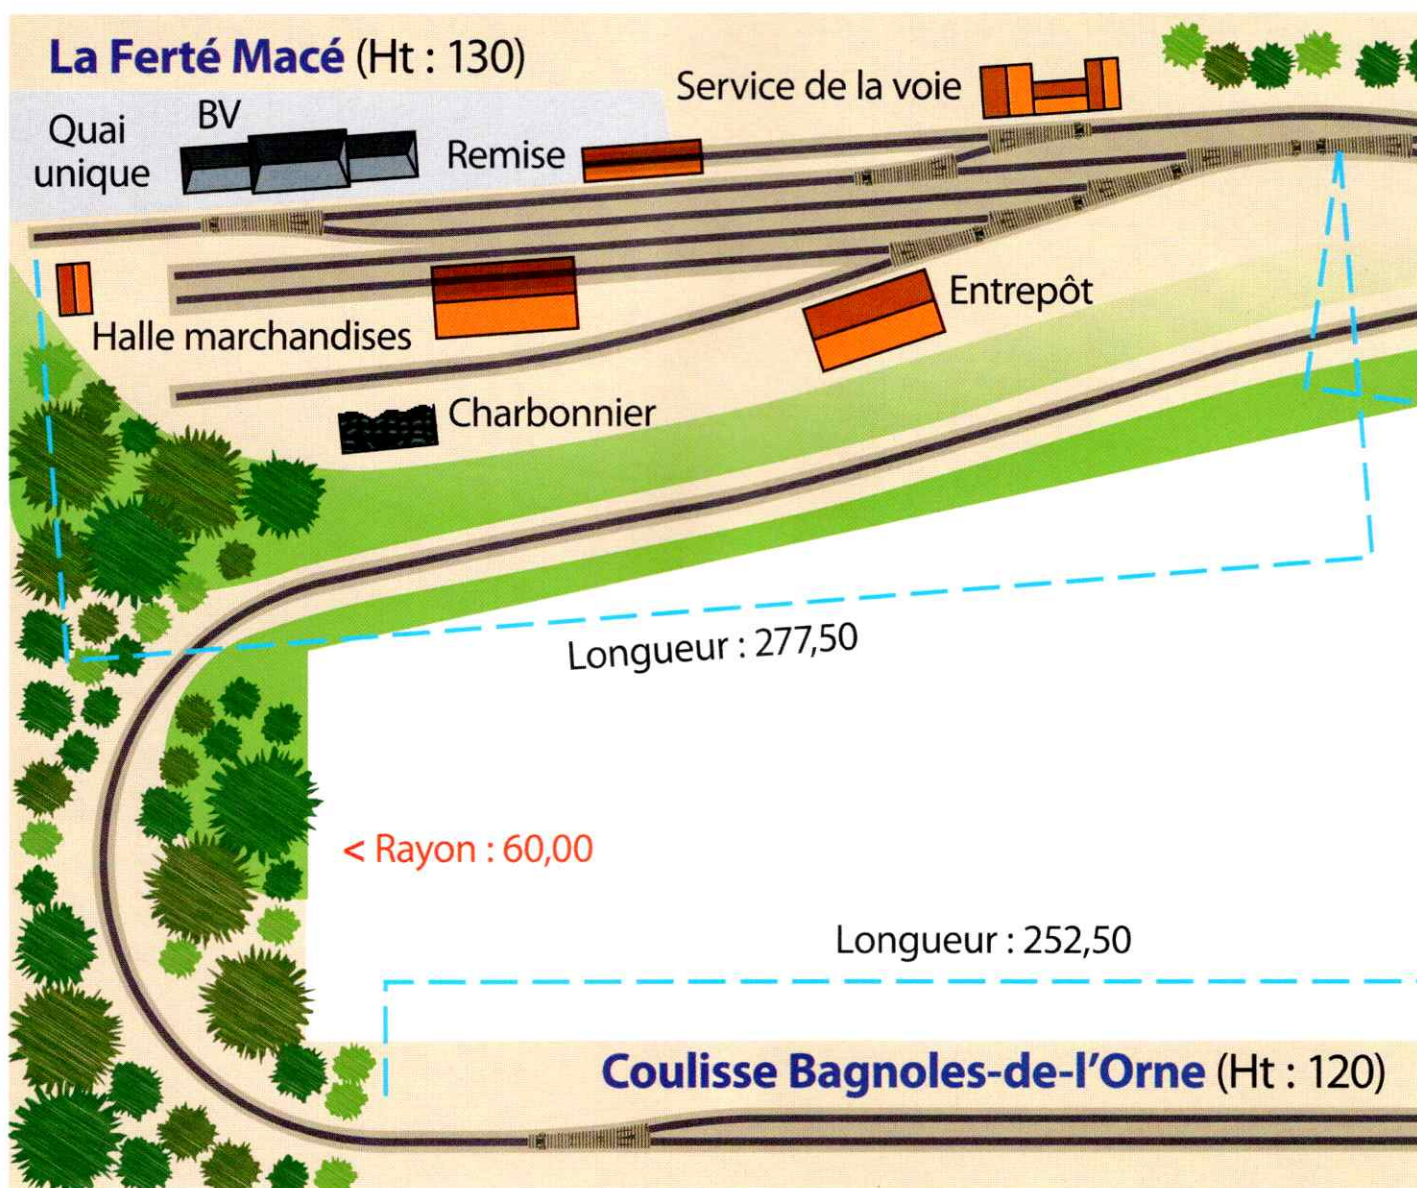 La Ferté Macé (Ht : 130)
Service de la voie
BV
Quai
unique
Remise
Entrepôt
Halle marchandises
Charbonnier
Longueur : 277,50
< Rayon : 60,00
Longueur : 252,50
Coulisse Bagnoles-de-l'Orne (Ht : 120)